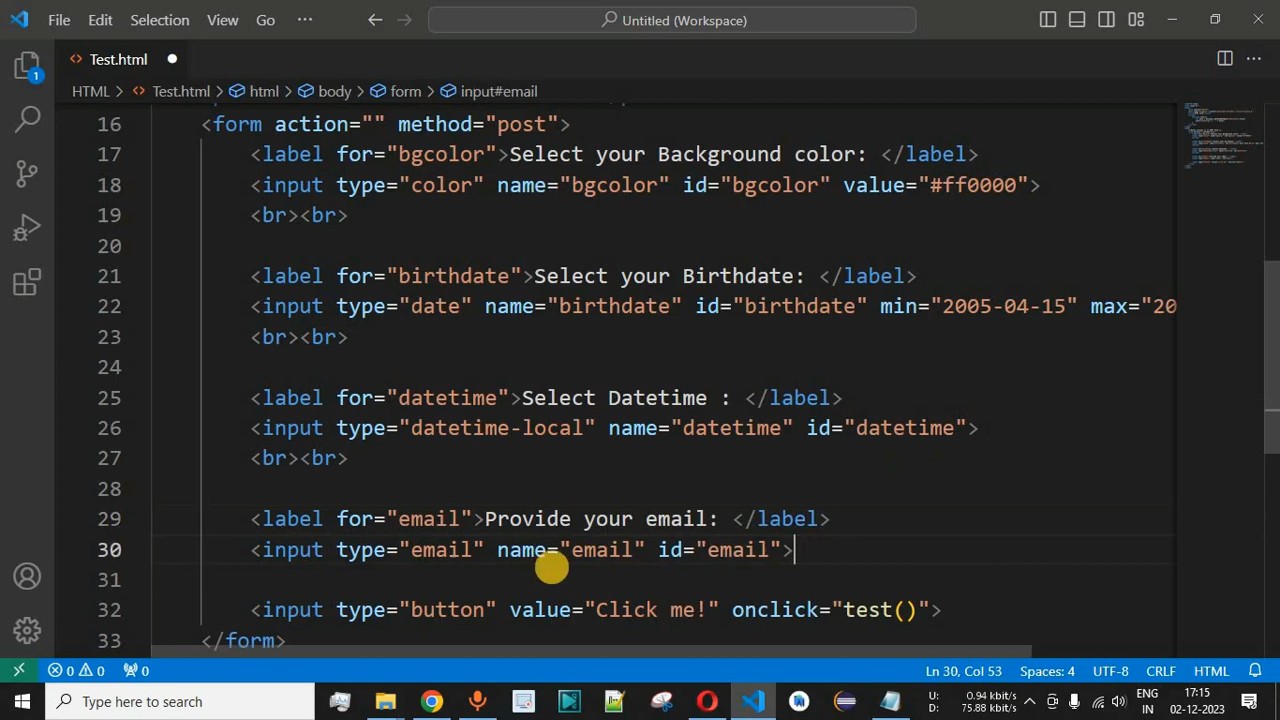 File Edit Selection View Go ··· Untitled (Workspace)
Test.html
HTML > Test.html > html > body > form > input#email
1
16 <form action="" method="post">
17 <label for="bgcolor">Select your Background color: </label>
18 <input type="color" name="bgcolor" id="bgcolor" value="#ff0000">
19 <br><br>
20
21 <label for="birthdate">Select your Birthdate: </label>
22 <input type="date" name="birthdate" id="birthdate" min="2005-04-15" max="20
23 <br><br>
24
25 <label for="datetime">Select Datetime : </label>
26 <input type="datetime-local" name="datetime" id="datetime">
27 <br><br>
28
29 <label for="email">Provide your email: </label>
30 <input type="email" name="email" id="email">
31
32 <input type="button" value="Click me!" onclick="test()">
33 </form>
0 0 0 Ln 30, Col 53 Spaces: 4 UTF-8 CRLF HTML
Type here to search U: 0.94 kbit/s D: 75.88 kbit/s ENG IN 17:15 02-12-2023